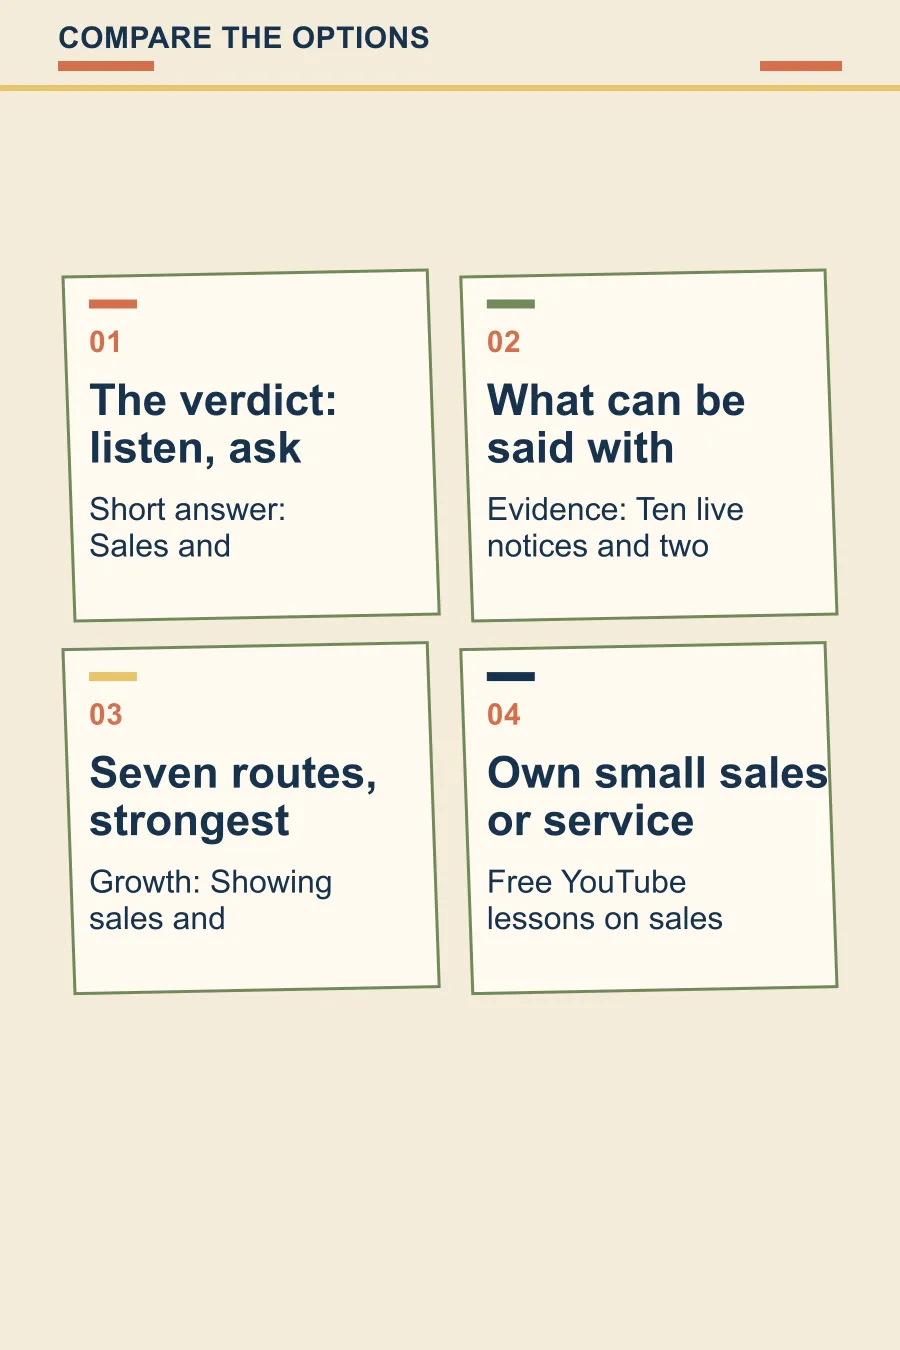 COMPARE THE OPTIONS
01
The verdict:
listen, ask
Short answer:
Sales and
02
What can be
said with
Evidence: Ten live
notices and two
03
Seven routes,
strongest
Growth: Showing
sales and
04
Own small sales
or service
Free YouTube
lessons on sales